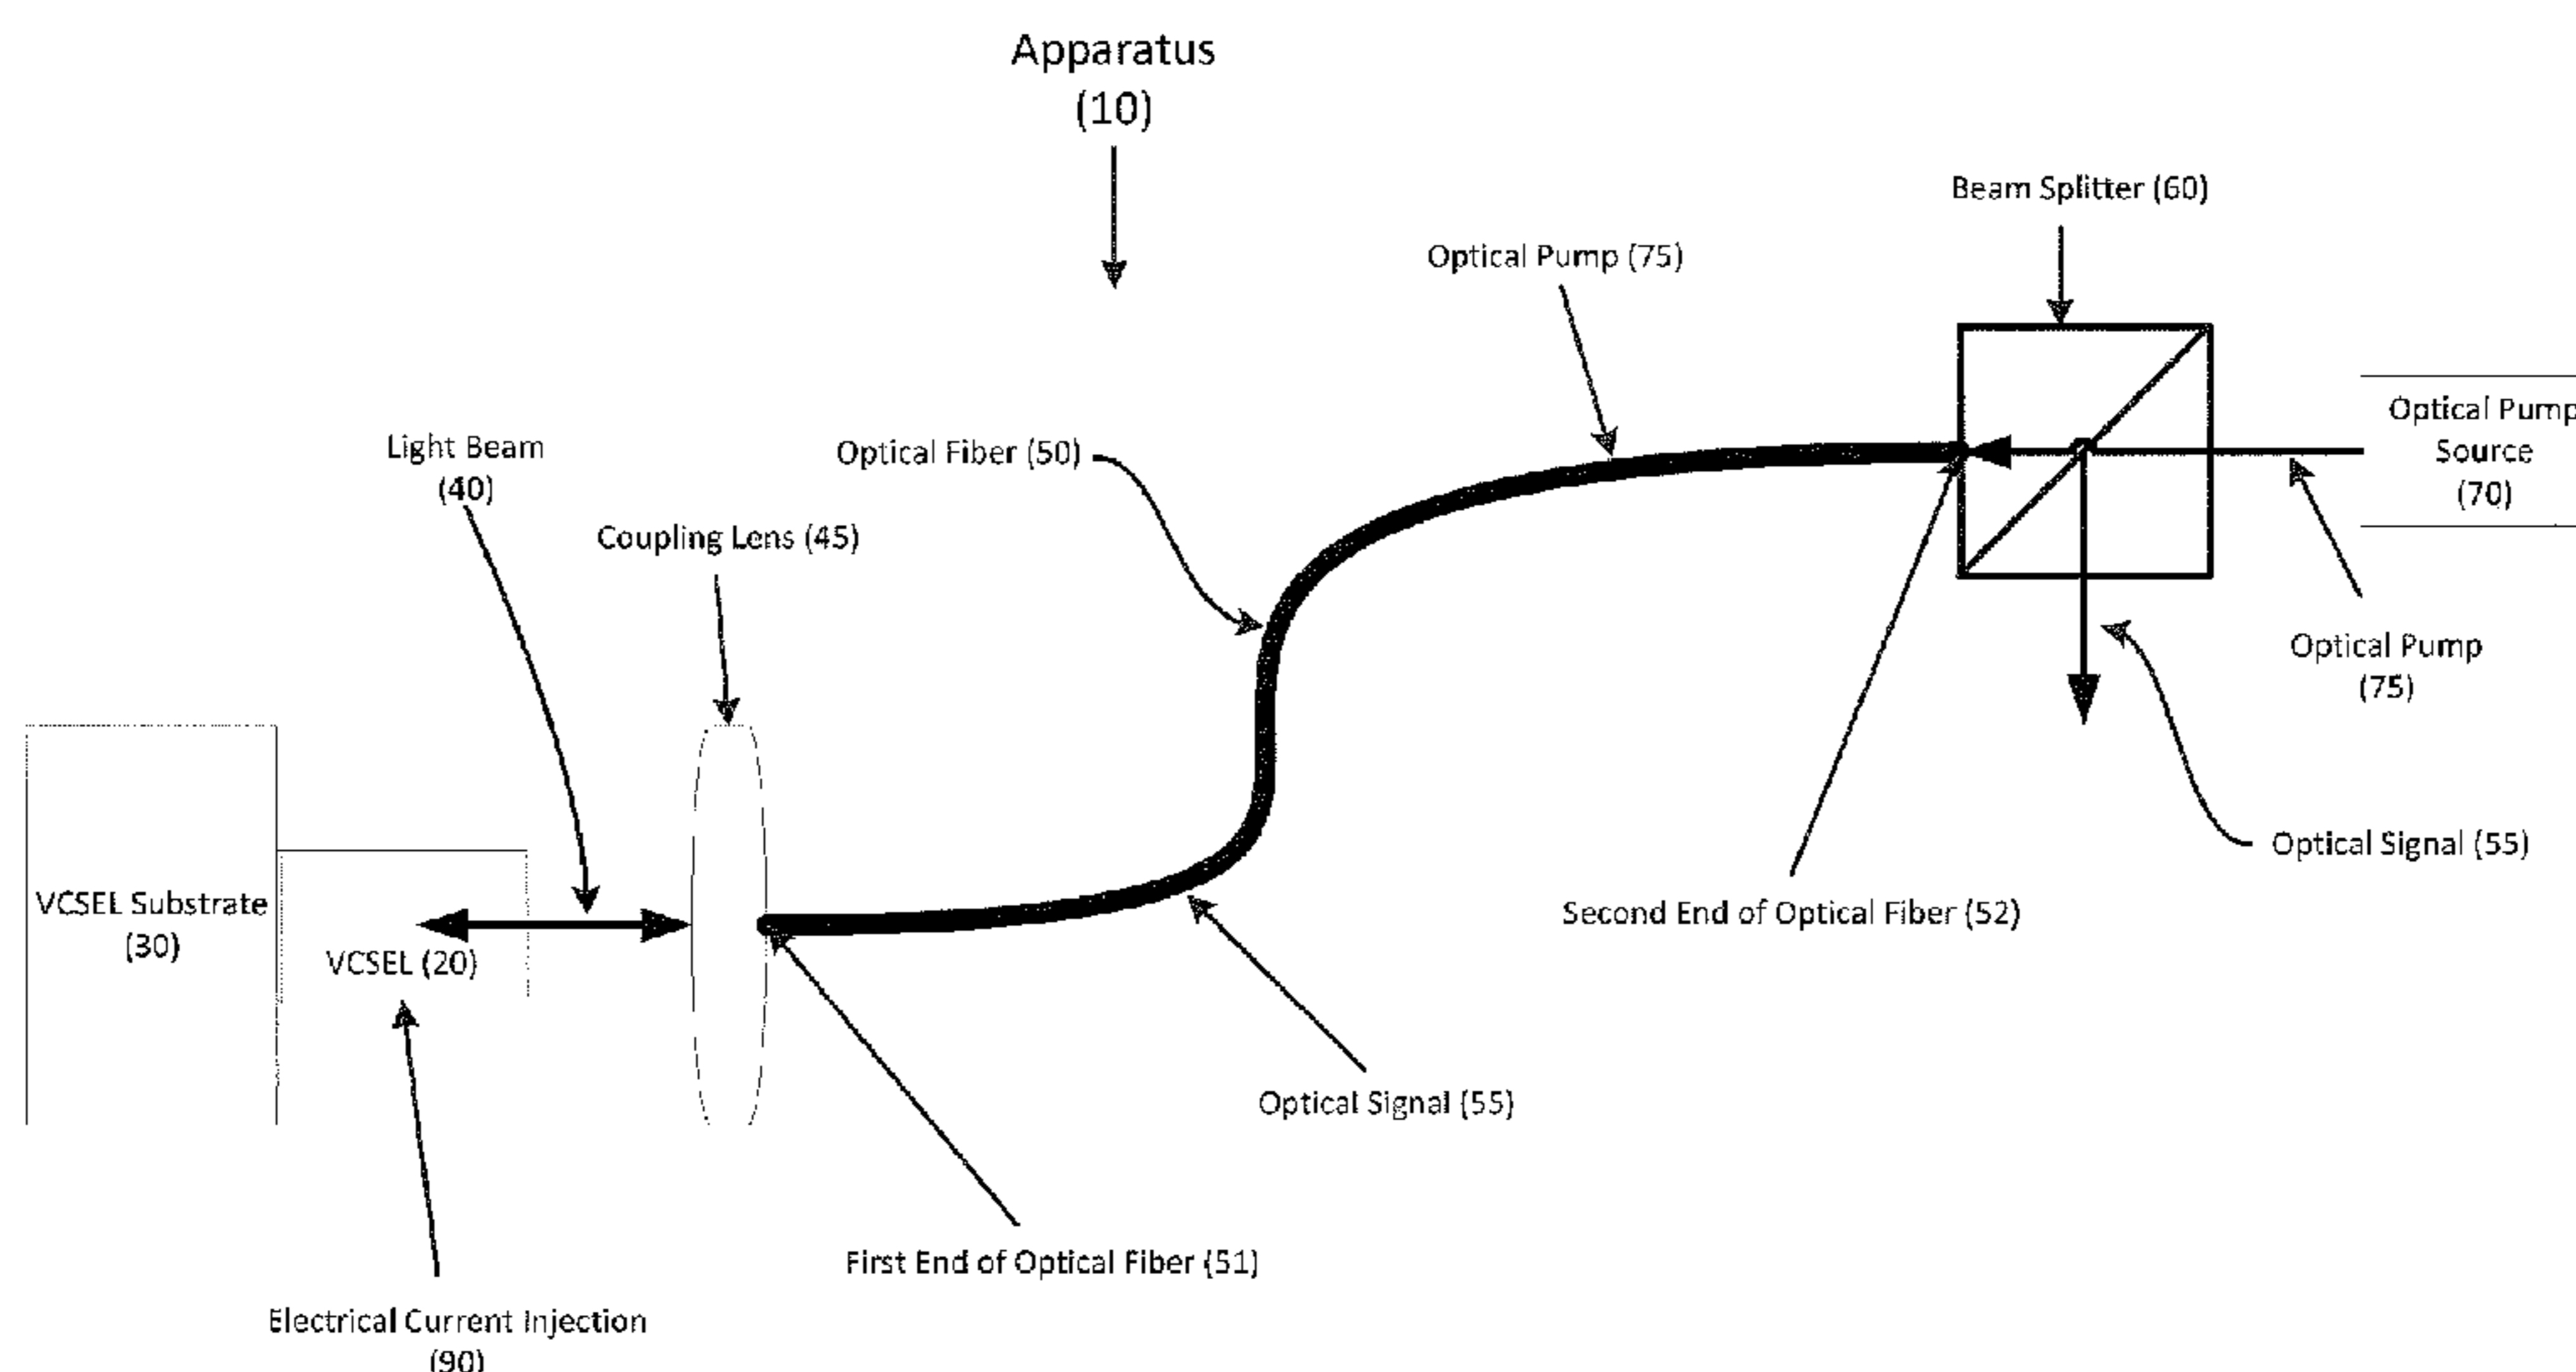 Apparatus
(10)
Beam Splitter (60)
Optical Pump (75)
Optical Pump
Source
(70)
Light Beam
(40)
Optical Fiber (50)
Coupling Lens (45)
Optical Pump
(75)
Optical Signal (55)
VCSEL Substrate
(30)
VCSEL (20)
Second End of Optical Fiber (52)
Optical Signal (55)
First End of Optical Fiber (51)
Electrical Current Injection
(90)